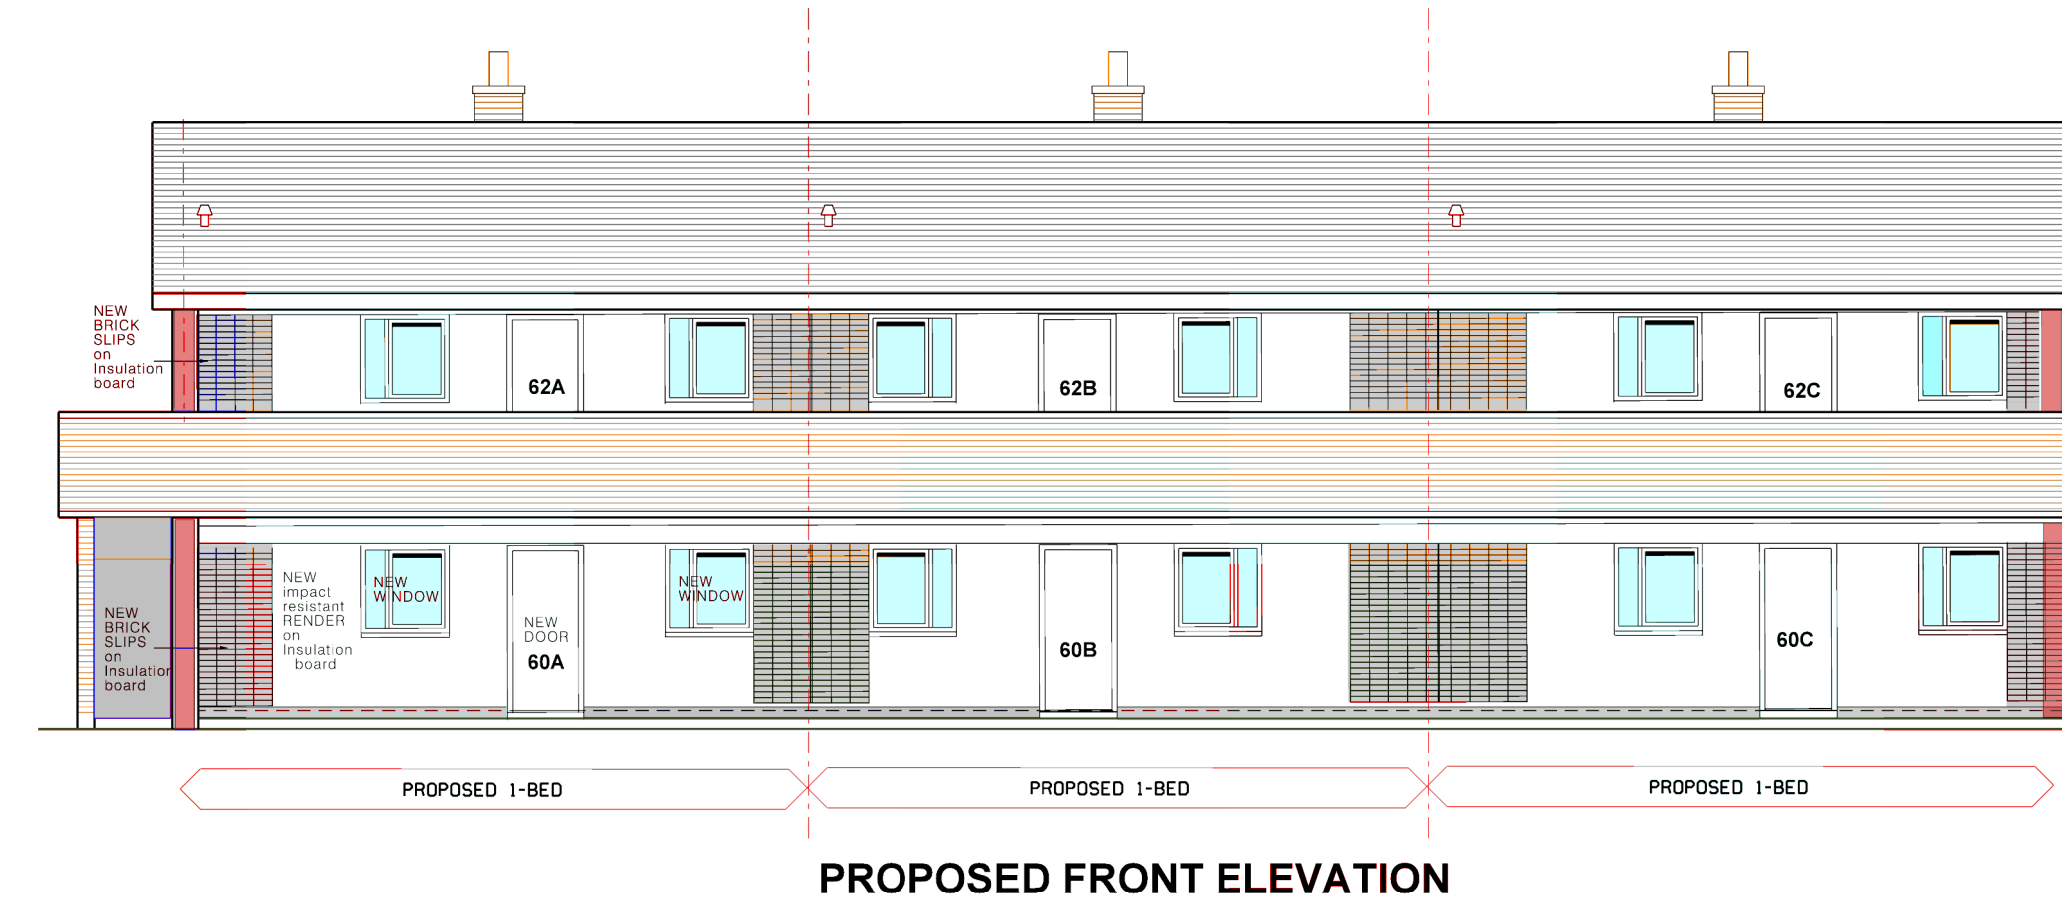 NEW
BRICK
SLIPS
on
Insulation
board
62A
62B
62C
NEW
BRICK
SLIPS
on
Insulation
board
NEW
impact
resistant
RENDER
on
Insulation
board
NEW
WINDOW
NEW
DOOR
60A
NEW
WINDOW
60B
60C
PROPOSED 1-BED
PROPOSED 1-BED
PROPOSED 1-BED
PROPOSED FRONT ELEVATION